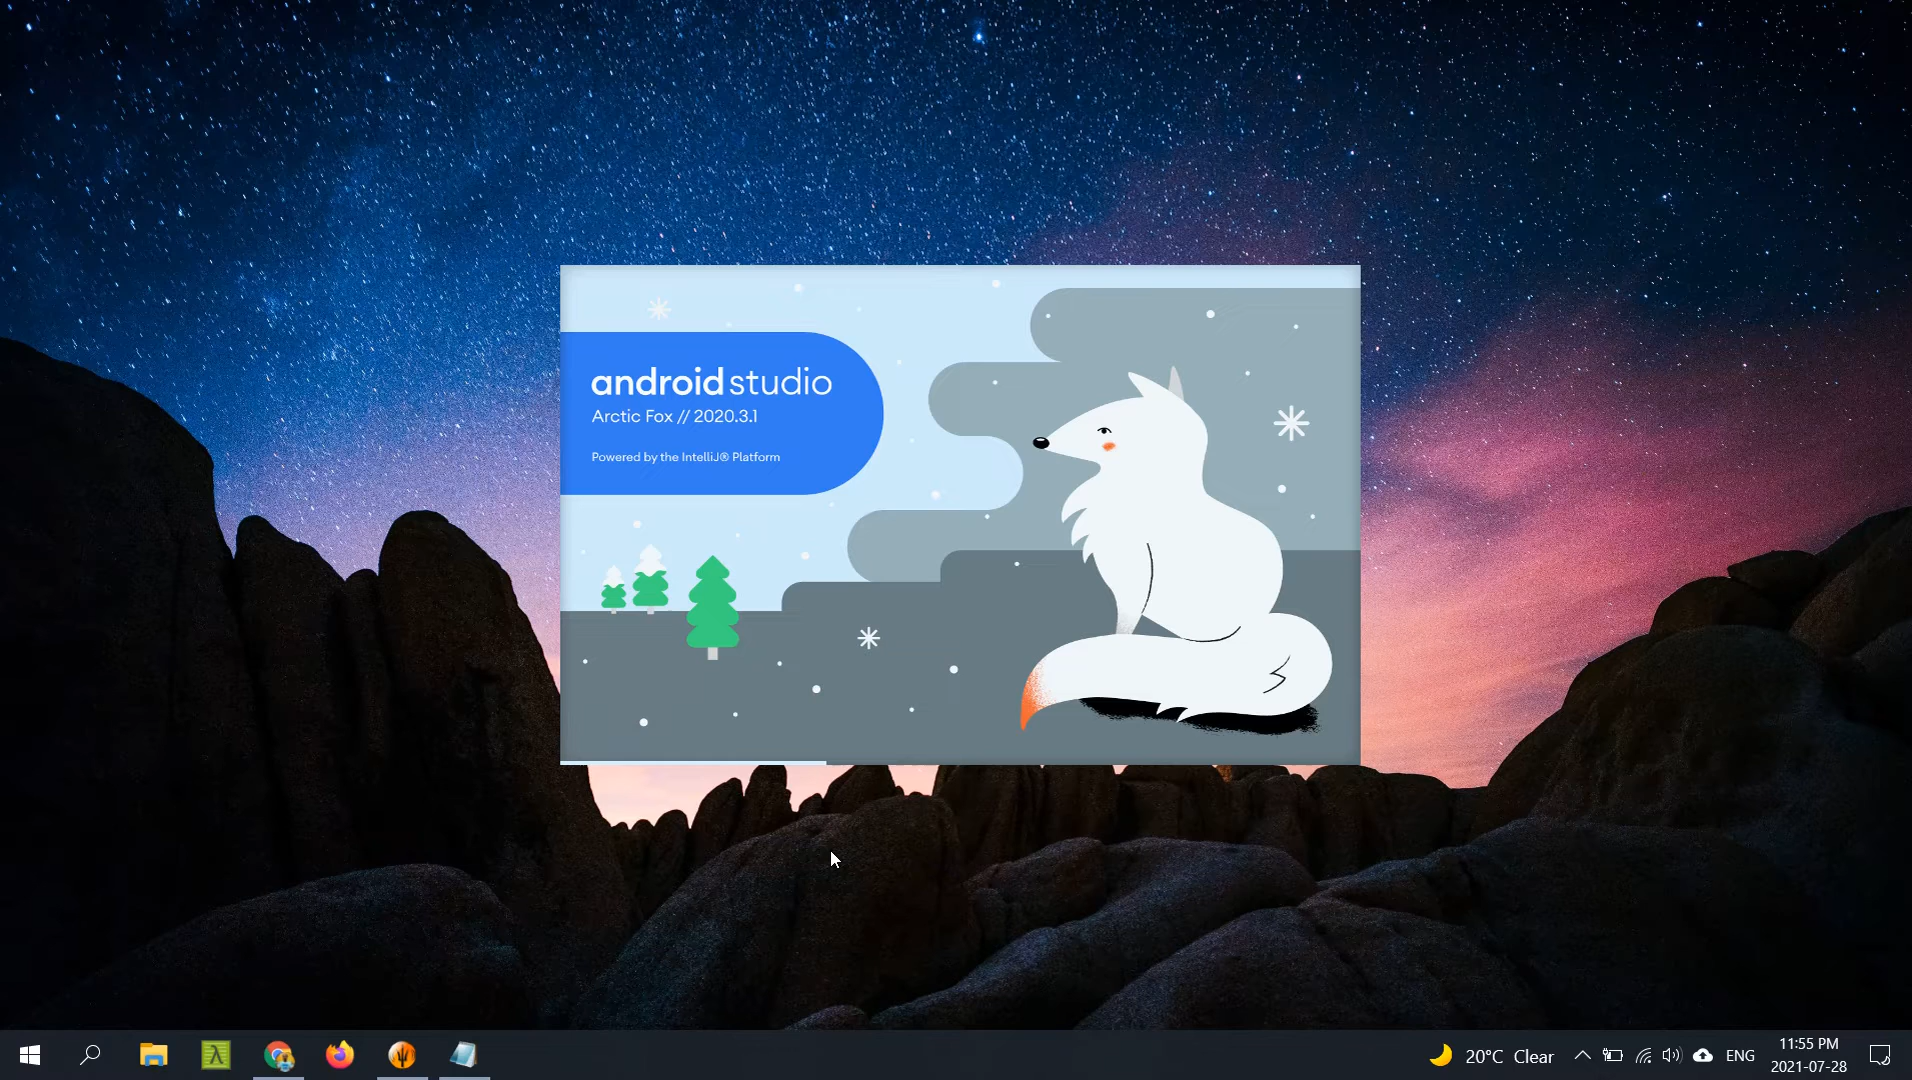 android studio
Arctic Fox // 2020.3.1
Powered by the IntelliJ® Platform
20°C Clear
ENG
11:55 PM
2021-07-28